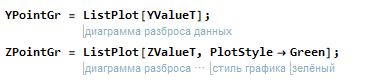 YPointGr = ListPlot[YValueT];
диаграмма разброса данных
ZPointGr = ListPlot[ZValueT, PlotStyle → Green];
диаграмма разброса ⋯ стиль графика зелёный